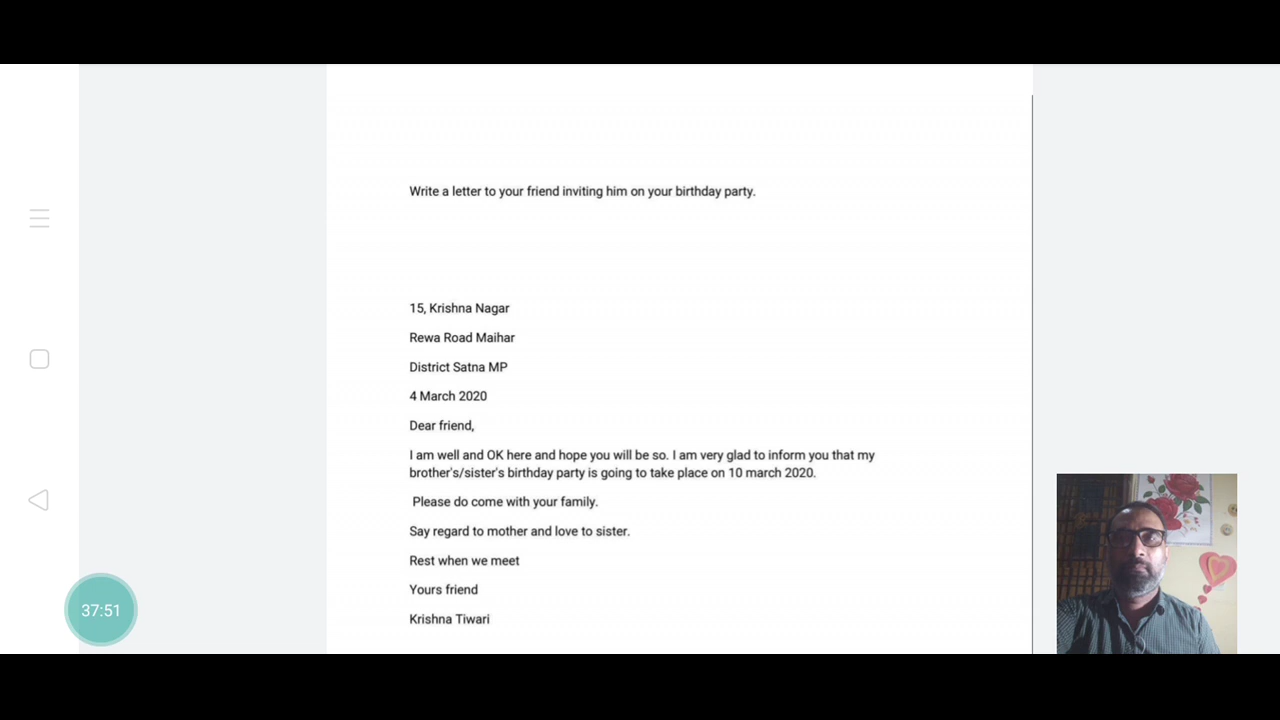 Write a letter to your friend inviting him on your birthday party.
15, Krishna Nagar
Rewa Road Maihar
District Satna MP
4 March 2020
Dear friend,
I am well and OK here and hope you will be so. I am very glad to inform you that my
brother's/sister's birthday party is going to take place on 10 march 2020.
Please do come with your family.
Say regard to mother and love to sister.
Rest when we meet
Yours friend
Krishna Tiwari
37:51